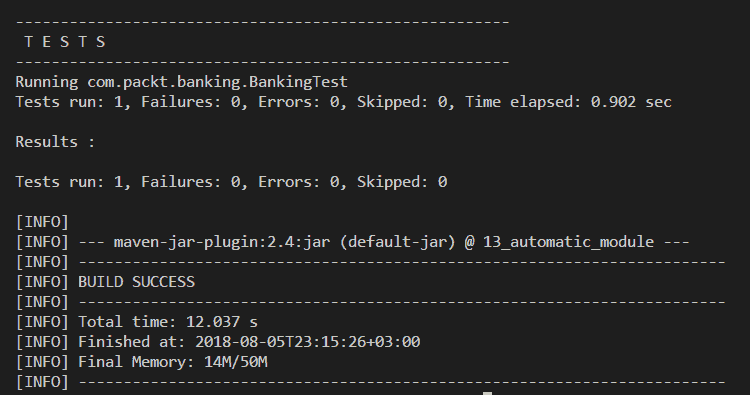 -------------------------------------------------------
 T E S T S
-------------------------------------------------------
Running com.packt.banking.BankingTest
Tests run: 1, Failures: 0, Errors: 0, Skipped: 0, Time elapsed: 0.902 sec

Results :

Tests run: 1, Failures: 0, Errors: 0, Skipped: 0

[INFO]
[INFO] --- maven-jar-plugin:2.4:jar (default-jar) @ 13_automatic_module ---
[INFO] ------------------------------------------------------------------------
[INFO] BUILD SUCCESS
[INFO] ------------------------------------------------------------------------
[INFO] Total time: 12.037 s
[INFO] Finished at: 2018-08-05T23:15:26+03:00
[INFO] Final Memory: 14M/50M
[INFO] ------------------------------------------------------------------------